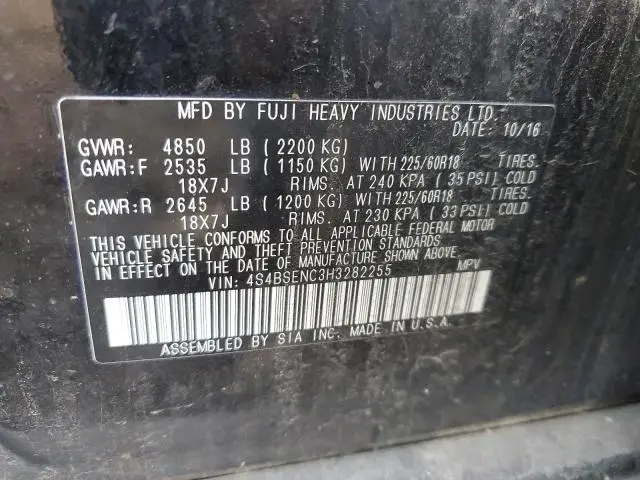 MFD BY FUJI HEAVY INDUSTRIES LTD.
DATE: 10/16
GVWR: 4850 LB ( 2200 KG)
GAWR:F 2535 LB ( 1150 KG) WITH 225/60R18 TIRES.
18X7J RIMS. AT 240 KPA ( 35 PSI) COLD
GAWR:R 2645 LB ( 1200 KG) WITH 225/60R18 TIRES.
18X7J RIMS. AT 230 KPA ( 33 PSI) COLD
THIS VEHICLE CONFORMS TO ALL APPLICABLE FEDERAL MOTOR
VEHICLE SAFETY AND THEFT PREVENTION STANDARDS
IN EFFECT ON THE DATE OF MANUFACTURE SHOWN ABOVE.
VIN: 4S4BSENC3H3282255 MPV
ASSEMBLED BY SIA INC. MADE IN U.S.A.